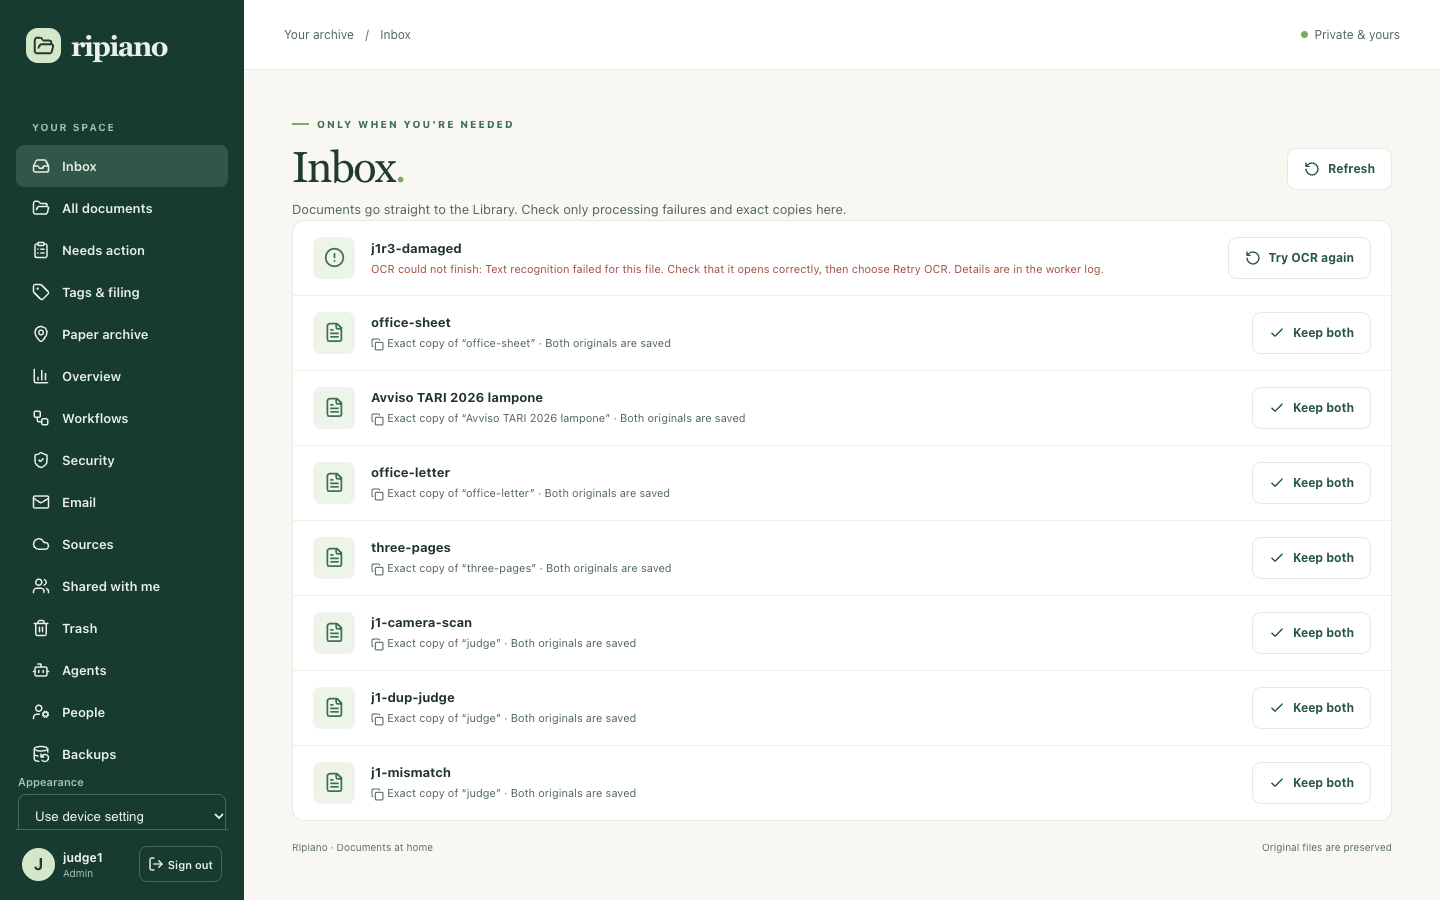 ripiano
YOUR SPACE
Inbox
All documents
Needs action
Tags & filing
Paper archive
Overview
Workflows
Security
Email
Sources
Shared with me
Trash
Agents
People
Backups
Appearance
Use device setting
J
judge1
Admin
Sign out
Your archive / Inbox
Private & yours
ONLY WHEN YOU'RE NEEDED
Inbox.
Refresh
Documents go straight to the Library. Check only processing failures and exact copies here.
j1r3-damaged
OCR could not finish: Text recognition failed for this file. Check that it opens correctly, then choose Retry OCR. Details are in the worker log.
Try OCR again
office-sheet
Exact copy of “office-sheet” · Both originals are saved
Keep both
Avviso TARI 2026 lampone
Exact copy of “Avviso TARI 2026 lampone” · Both originals are saved
Keep both
office-letter
Exact copy of “office-letter” · Both originals are saved
Keep both
three-pages
Exact copy of “three-pages” · Both originals are saved
Keep both
j1-camera-scan
Exact copy of “judge” · Both originals are saved
Keep both
j1-dup-judge
Exact copy of “judge” · Both originals are saved
Keep both
j1-mismatch
Exact copy of “judge” · Both originals are saved
Keep both
Ripiano · Documents at home
Original files are preserved